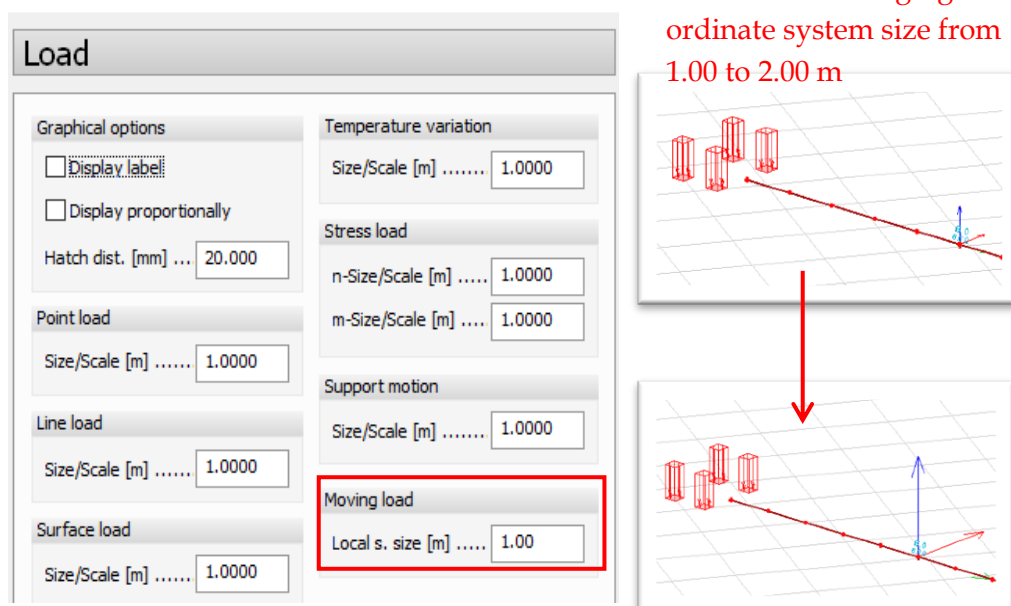 Load
Graphical options
Display label
Display proportionally
Hatch dist. [mm] ... 20.000
Point load
Size/Scale [m] ...... 1.0000
Line load
Size/Scale [m] ...... 1.0000
Surface load
Size/Scale [m] ....... 1.0000
Temperature variation
Size/Scale [m] ....... 1.0000
Stress load
n-Size/Scale [m] ..... 1.0000
m-Size/Scale [m] .... 1.0000
Support motion
Size/Scale [m] ....... 1.0000
Moving load
Local s. size [m] ..... 1.00
ordinate system size from
1.00 to 2.00 m